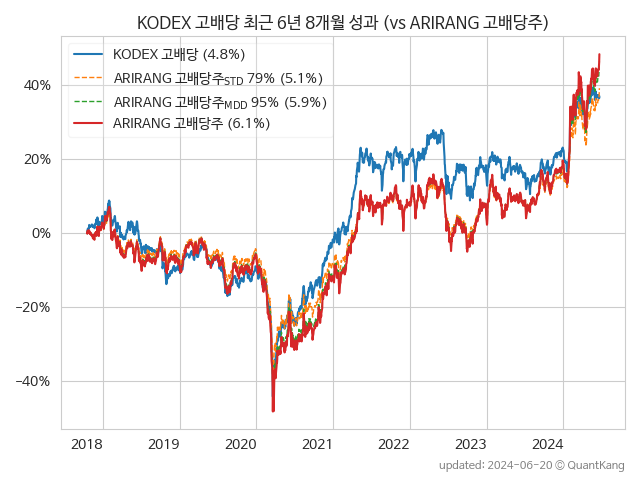 KODEX 고배당 최근 6년 8개월 성과 (vs ARIRANG 고배당주)
KODEX 고배당 (4.8%)
ARIRANG 고배당주STD 79% (5.1%)
ARIRANG 고배당주MDD 95% (5.9%)
ARIRANG 고배당주 (6.1%)
40%
20%
0%
−20%
−40%
2018 2019 2020 2021 2022 2023 2024
updated: 2024-06-20 © QuantKang